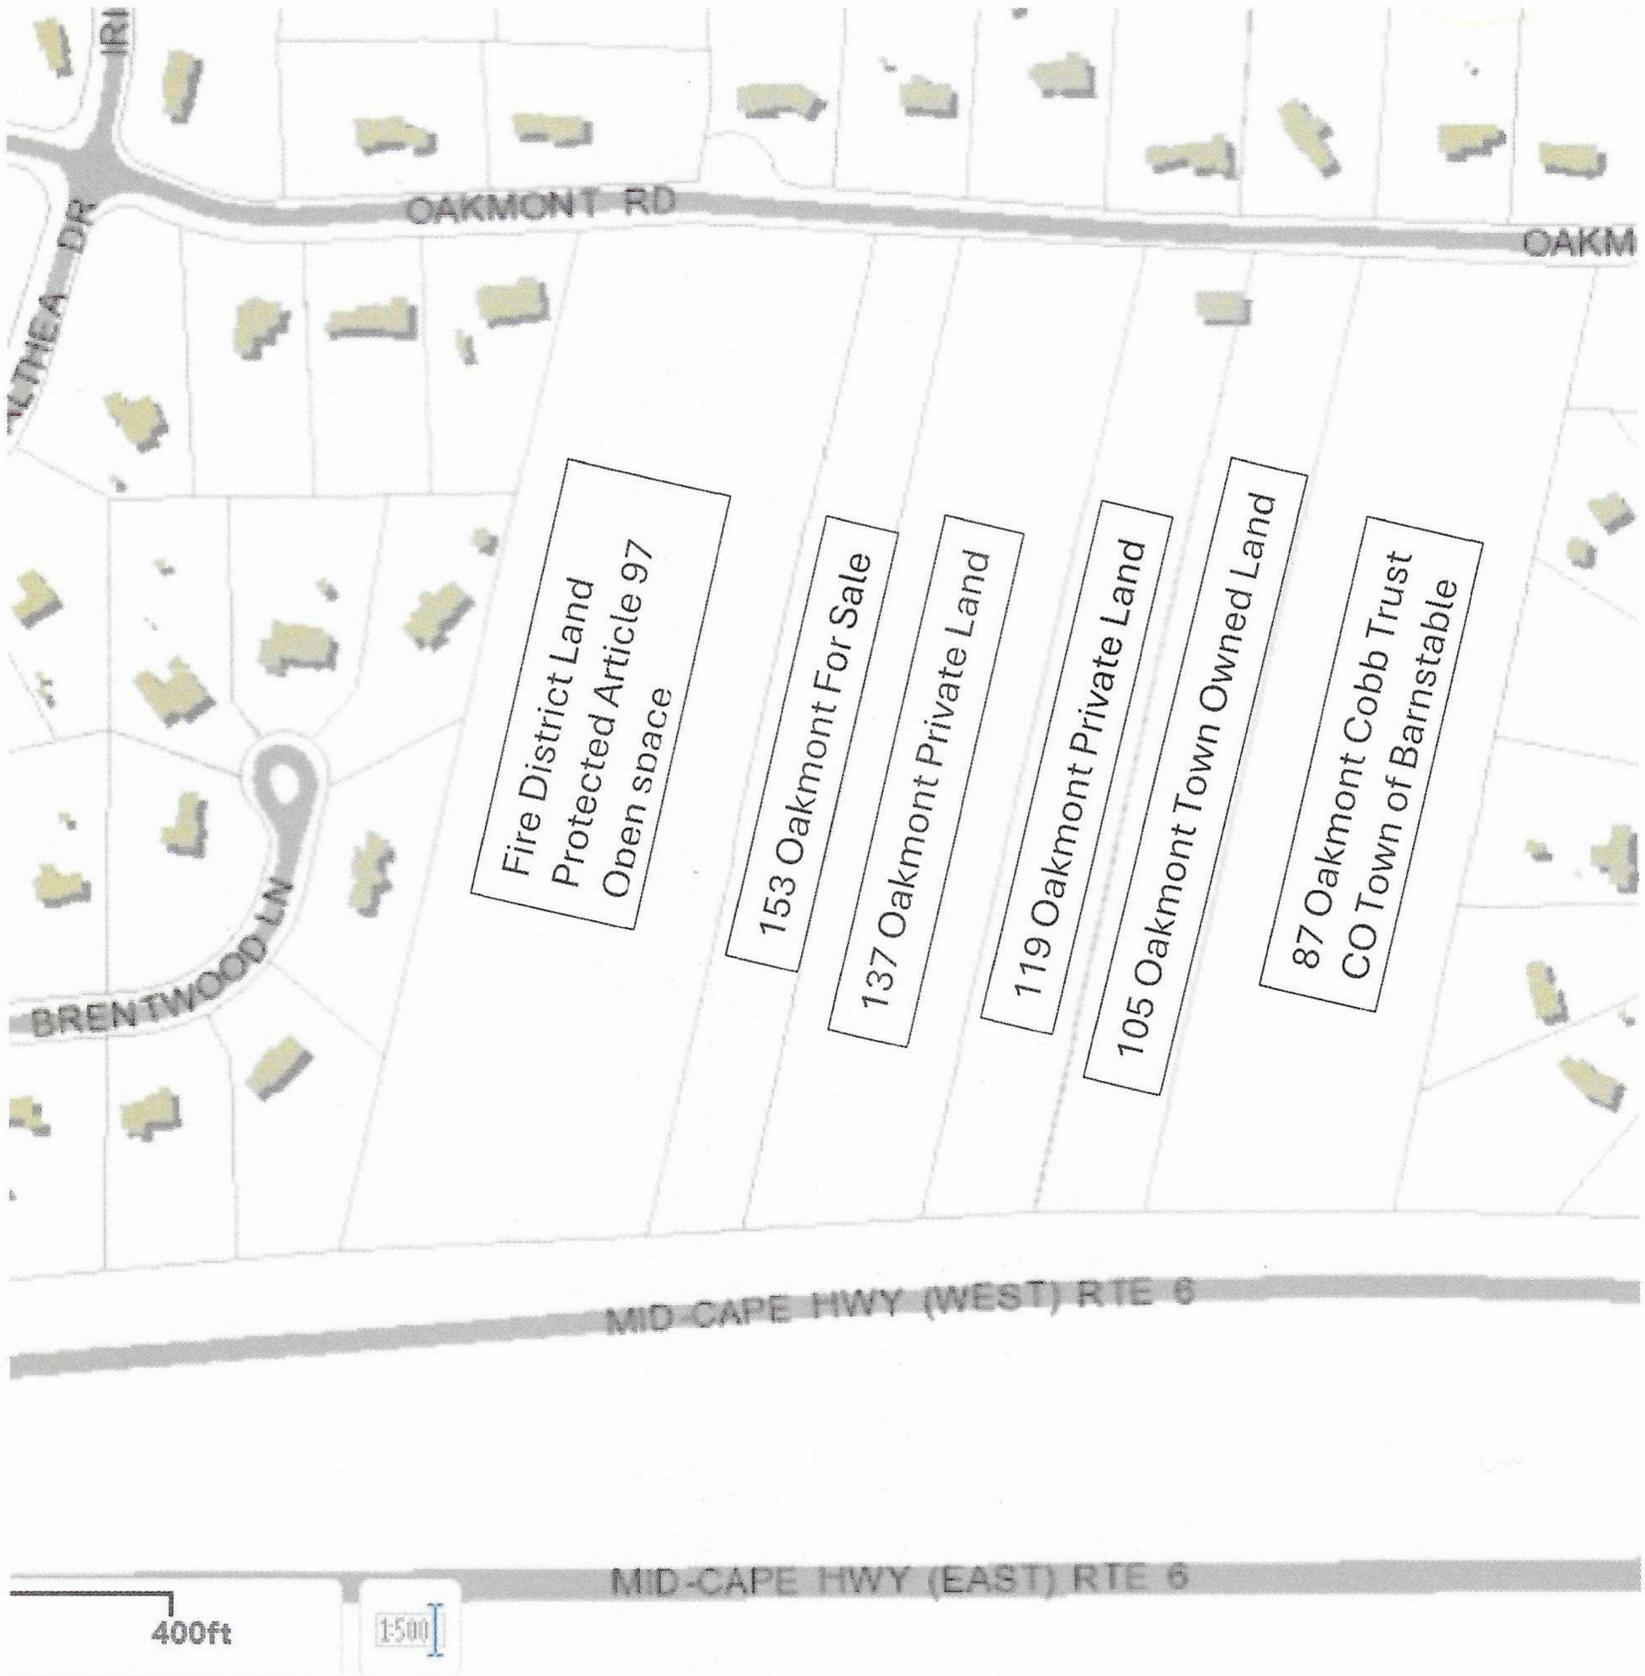 IRI
OAKMONT RD
OAKM
ALTHEA DR
Fire District Land
Protected Article 97
Open space
153 Oakmont For Sale
137 Oakmont Private Land
119 Oakmont Private Land
105 Oakmont Town Owned Land
87 Oakmont Cobb Trust
CO Town of Barnstable
BRENTWOOD LN
MID-CAPE HWY (WEST) RTE 6
MID-CAPE HWY (EAST) RTE 6
400ft
1:500